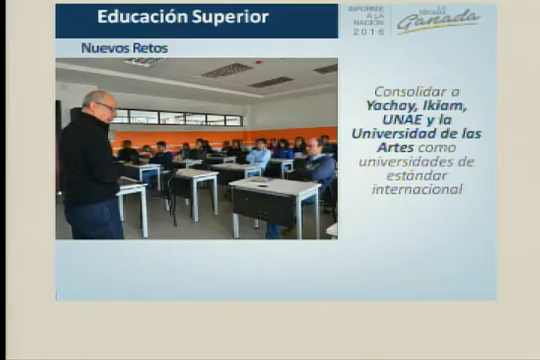 Educación Superior
INFORME
A LA
NACIÓN
2016
LA
DÉCADA
Ganada
Nuevos Retos
Consolidar a
Yachay, Ikiam,
UNAE y la
Universidad de las
Artes como
universidades de
estándar
internacional